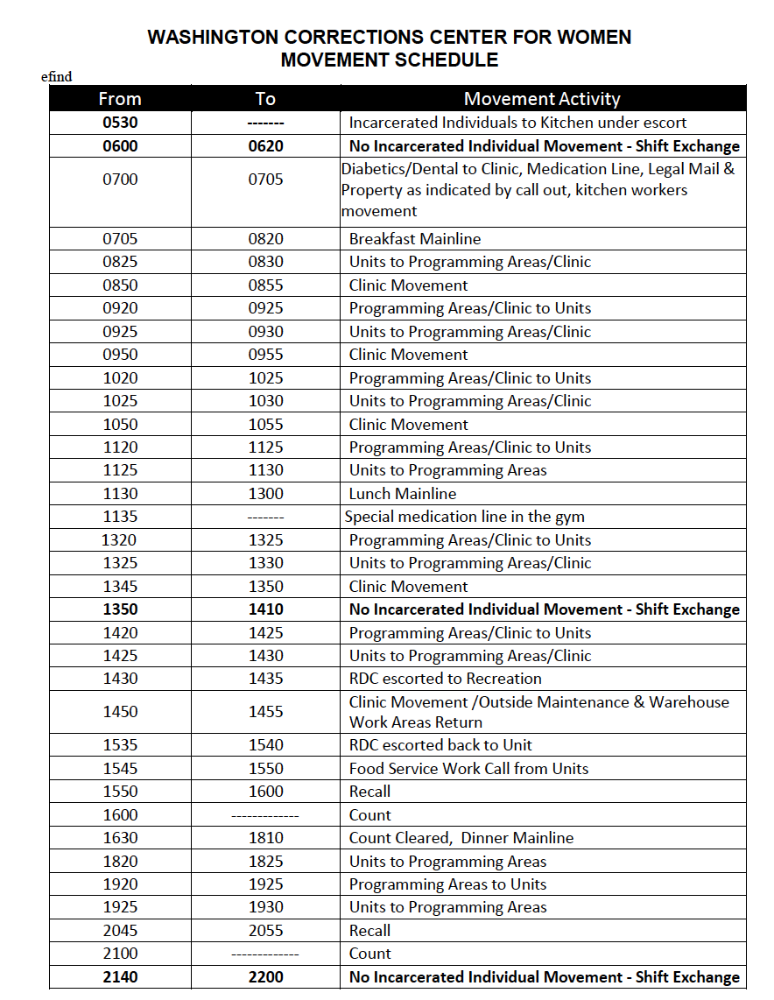 WASHINGTON CORRECTIONS CENTER FOR WOMEN
MOVEMENT SCHEDULE
efind
From To Movement Activity
0530 ------- Incarcerated Individuals to Kitchen under escort
0600 0620 No Incarcerated Individual Movement - Shift Exchange
0700 0705 Diabetics/Dental to Clinic, Medication Line, Legal Mail &
Property as indicated by call out, kitchen workers
movement
0705 0820 Breakfast Mainline
0825 0830 Units to Programming Areas/Clinic
0850 0855 Clinic Movement
0920 0925 Programming Areas/Clinic to Units
0925 0930 Units to Programming Areas/Clinic
0950 0955 Clinic Movement
1020 1025 Programming Areas/Clinic to Units
1025 1030 Units to Programming Areas/Clinic
1050 1055 Clinic Movement
1120 1125 Programming Areas/Clinic to Units
1125 1130 Units to Programming Areas
1130 1300 Lunch Mainline
1135 ------- Special medication line in the gym
1320 1325 Programming Areas/Clinic to Units
1325 1330 Units to Programming Areas/Clinic
1345 1350 Clinic Movement
1350 1410 No Incarcerated Individual Movement - Shift Exchange
1420 1425 Programming Areas/Clinic to Units
1425 1430 Units to Programming Areas/Clinic
1430 1435 RDC escorted to Recreation
1450 1455 Clinic Movement /Outside Maintenance & Warehouse
Work Areas Return
1535 1540 RDC escorted back to Unit
1545 1550 Food Service Work Call from Units
1550 1600 Recall
1600 ------------- Count
1630 1810 Count Cleared, Dinner Mainline
1820 1825 Units to Programming Areas
1920 1925 Programming Areas to Units
1925 1930 Units to Programming Areas
2045 2055 Recall
2100 ------------- Count
2140 2200 No Incarcerated Individual Movement - Shift Exchange